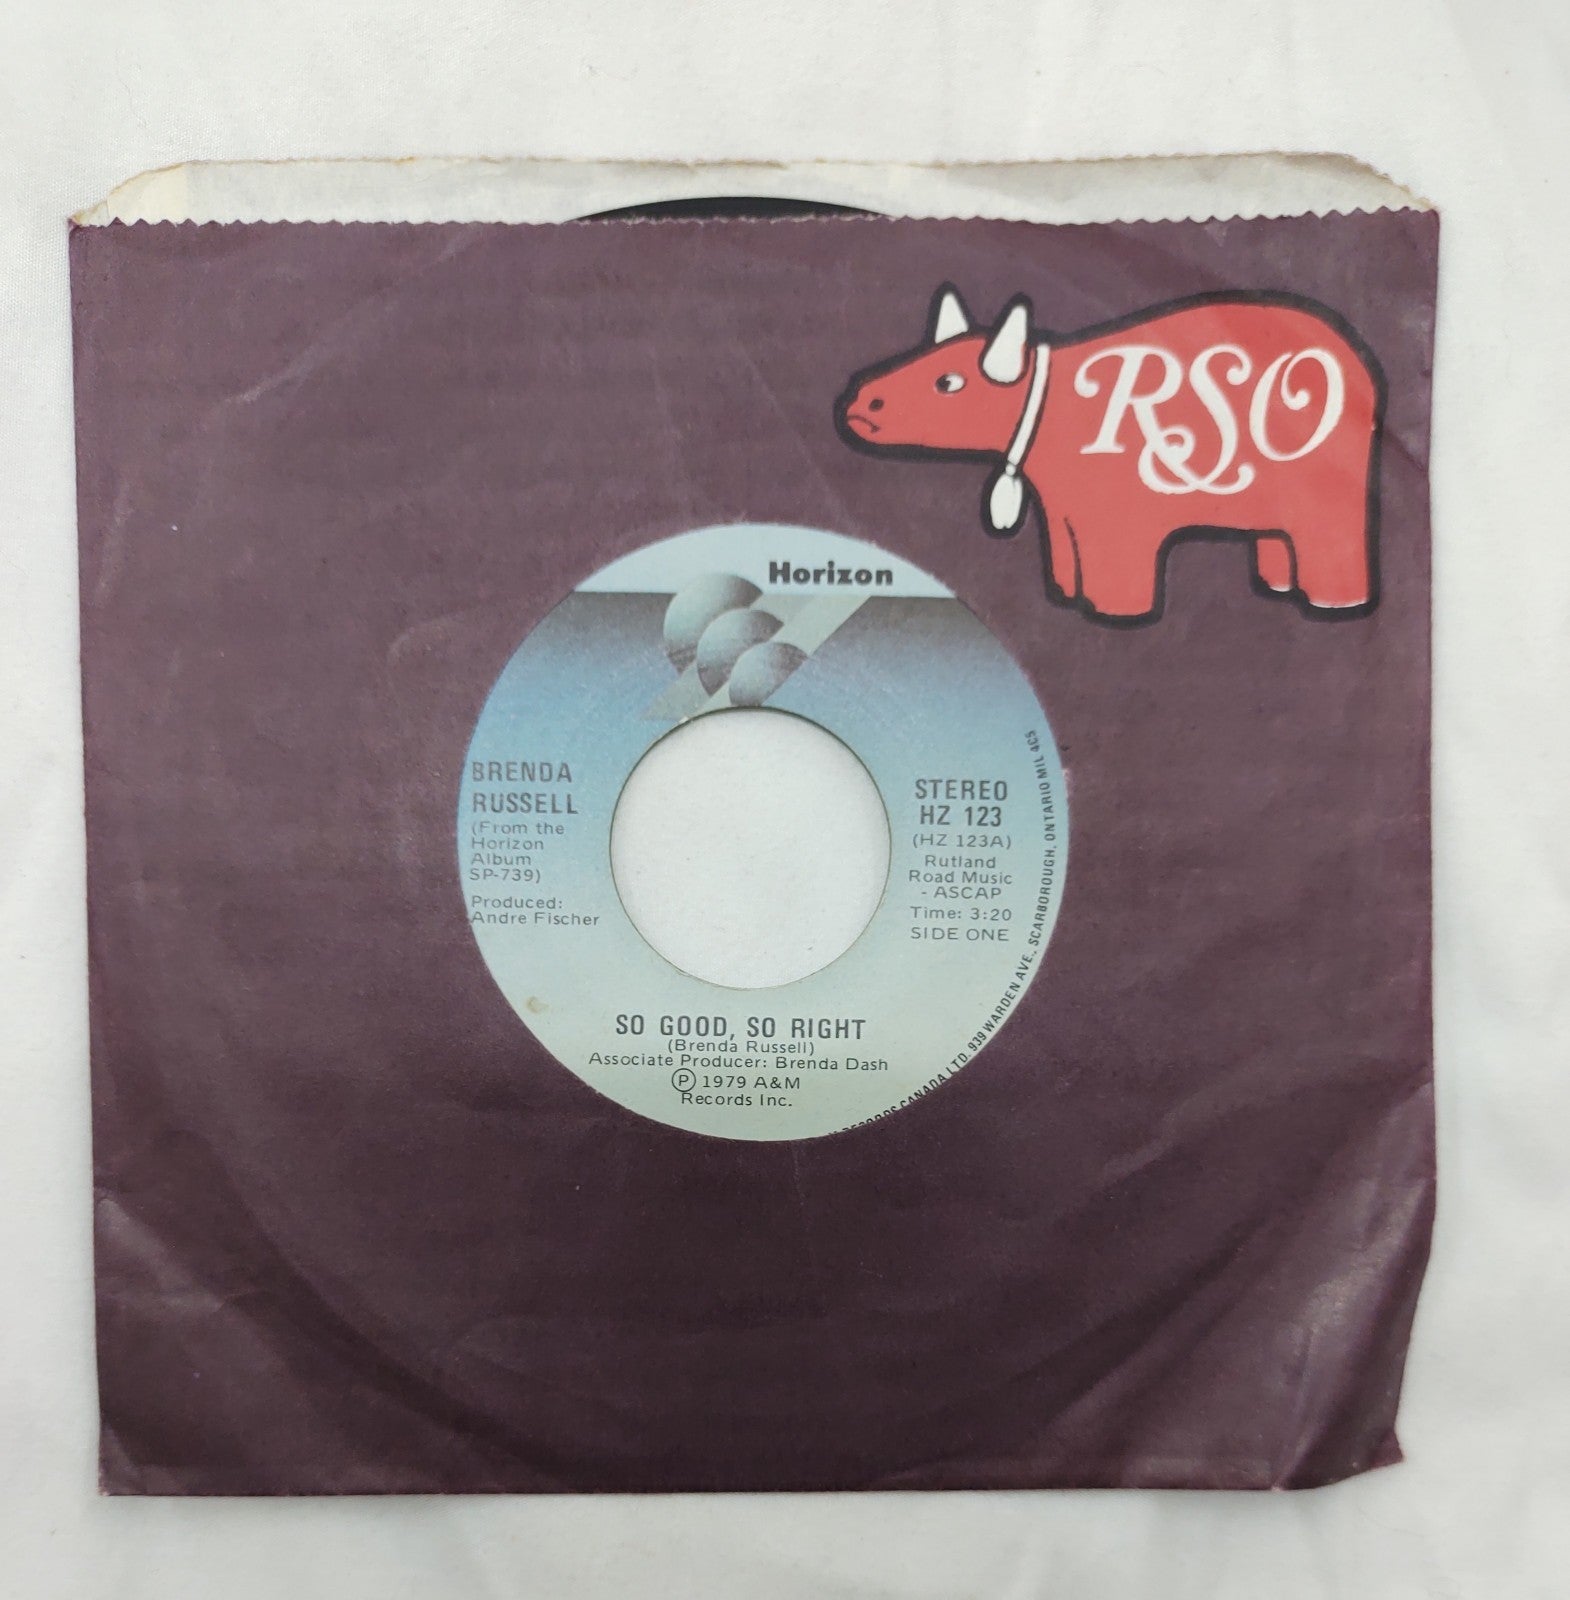 RSO
Horizon
BRENDA
RUSSELL
(From the
Horizon
Album
SP-739)
Produced:
Andre Fischer
STEREO
HZ 123
(HZ 123A)
Rutland
Road Music
- ASCAP
Time: 3:20
SIDE ONE
SO GOOD, SO RIGHT
(Brenda Russell)
Associate Producer: Brenda Dash
Ⓟ 1979 A&M
Records Inc.
RECORDS CANADA LTD. 939 WARDEN AVE., SCARBOROUGH, ONTARIO MIL 4C5